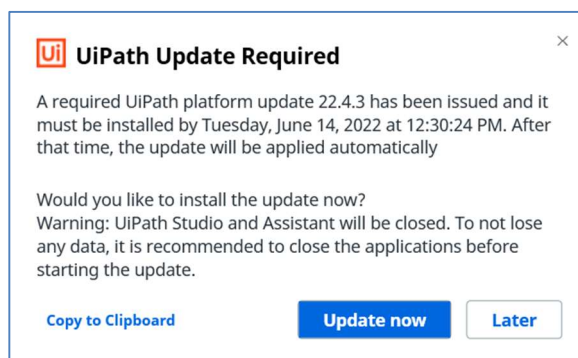 Ui UiPath Update Required
A required UiPath platform update 22.4.3 has been issued and it
must be installed by Tuesday, June 14, 2022 at 12:30:24 PM. After
that time, the update will be applied automatically
Would you like to install the update now?
Warning: UiPath Studio and Assistant will be closed. To not lose
any data, it is recommended to close the applications before
starting the update.
Copy to Clipboard
Update now
Later